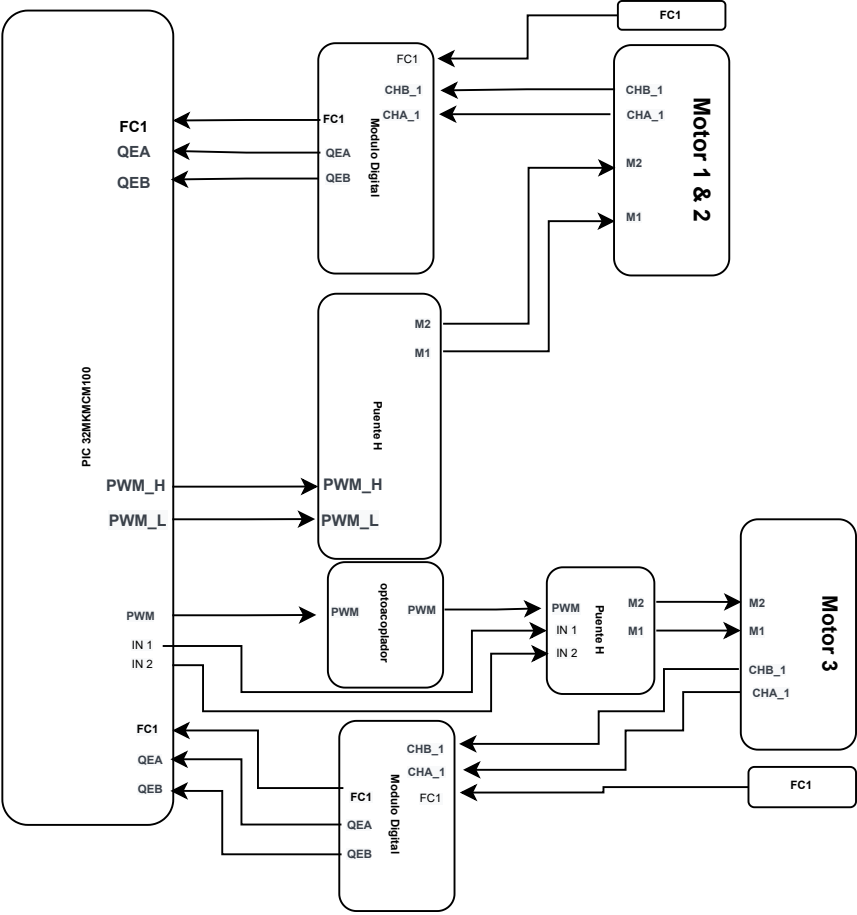 FC1
FC1
CHB_1
CHA_1
FC1
QEA
QEB
Modulo Digital
CHB_1
CHA_1
M2
M1
Motor 1 & 2
FC1
QEA
QEB
M2
M1
Puente H
PWM_H
PWM_L
PIC 32MKMCM100
PWM_H
PWM_L
PWM
IN 1
IN 2
PWM
optoacoplador
PWM
PWM
IN 1
IN 2
Puente H
M2
M1
M2
M1
CHB_1
CHA_1
Motor 3
FC1
QEA
QEB
CHB_1
CHA_1
FC1
Modulo Digital
FC1
QEA
QEB
FC1